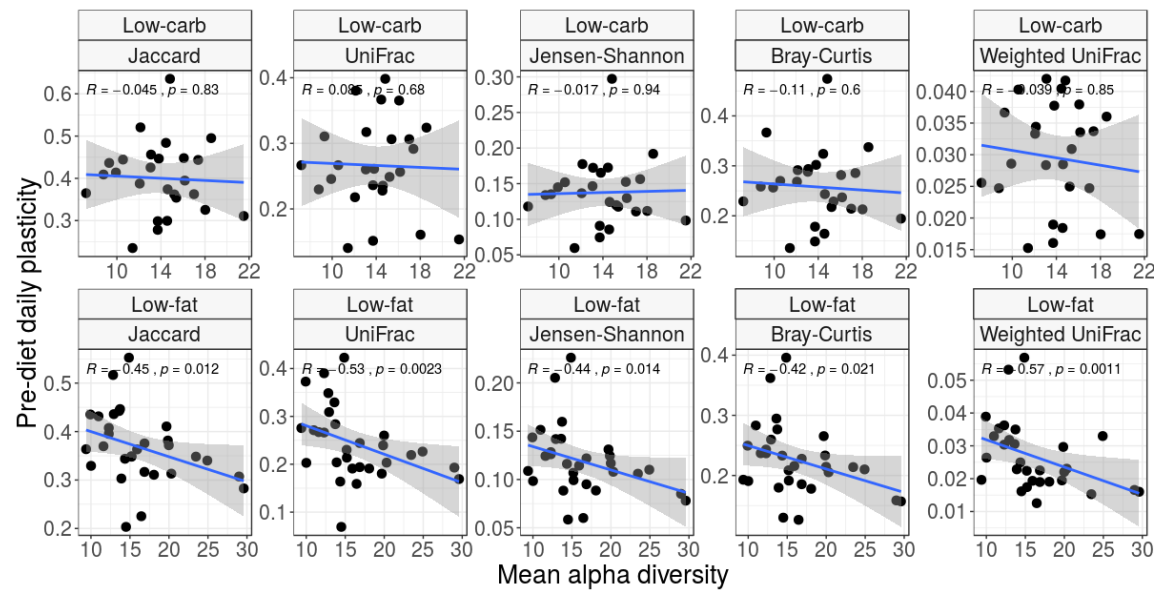 Low-carb Low-carb Low-carb Low-carb Low-carb
Jaccard UniFrac Jensen-Shannon Bray-Curtis Weighted UniFrac
R = −0.045 , p = 0.83 R = 0.085 , p = 0.68 R = −0.017 , p = 0.94 R = −0.11 , p = 0.6 R = −0.039 , p = 0.85
0.6 0.5 0.4 0.3
0.4 0.3 0.2
0.30 0.25 0.20 0.15 0.10 0.05
0.4 0.3 0.2
0.040 0.035 0.030 0.025 0.020 0.015
10 14 18 22 10 14 18 22 10 14 18 22 10 14 18 22 10 14 18 22
Pre-diet daily plasticity
Low-fat Low-fat Low-fat Low-fat Low-fat
Jaccard UniFrac Jensen-Shannon Bray-Curtis Weighted UniFrac
R = −0.45 , p = 0.012 R = −0.53 , p = 0.0023 R = −0.44 , p = 0.014 R = −0.42 , p = 0.021 R = −0.57 , p = 0.0011
0.5 0.4 0.3 0.2
0.4 0.3 0.2 0.1
0.20 0.15 0.10 0.05
0.4 0.3 0.2
0.05 0.04 0.03 0.02 0.01
10 15 20 25 30 10 15 20 25 30 10 15 20 25 30 10 15 20 25 30 10 15 20 25 30
Mean alpha diversity